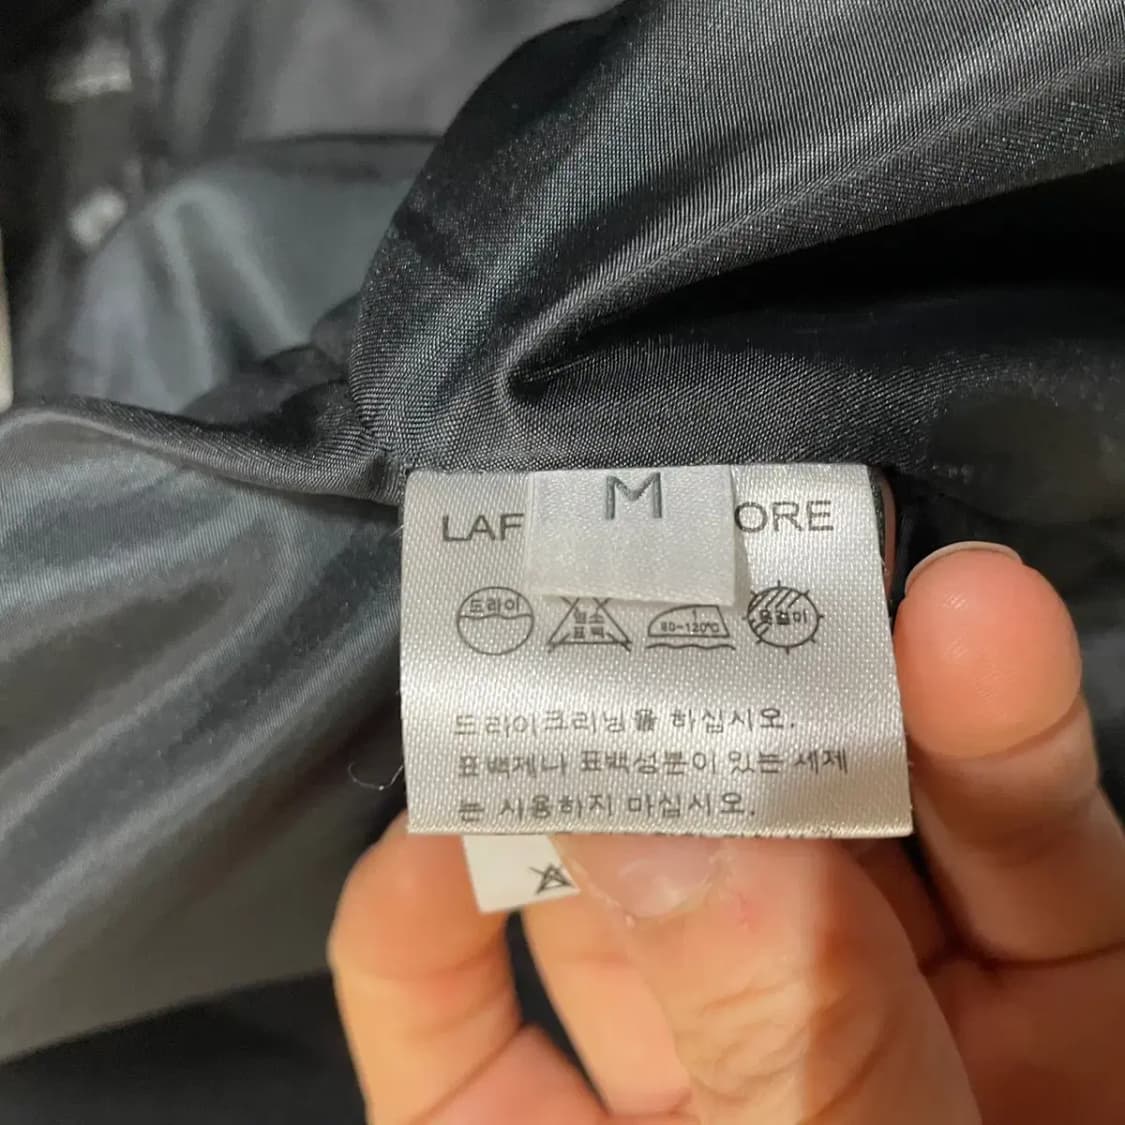 M
LAF ORE
드라이 염소 표백 80-120℃ 옷걸이
드라이크리닝을 하십시오.
표백제나 표백성분이 있는 세제
는 시용하지 마십시오.